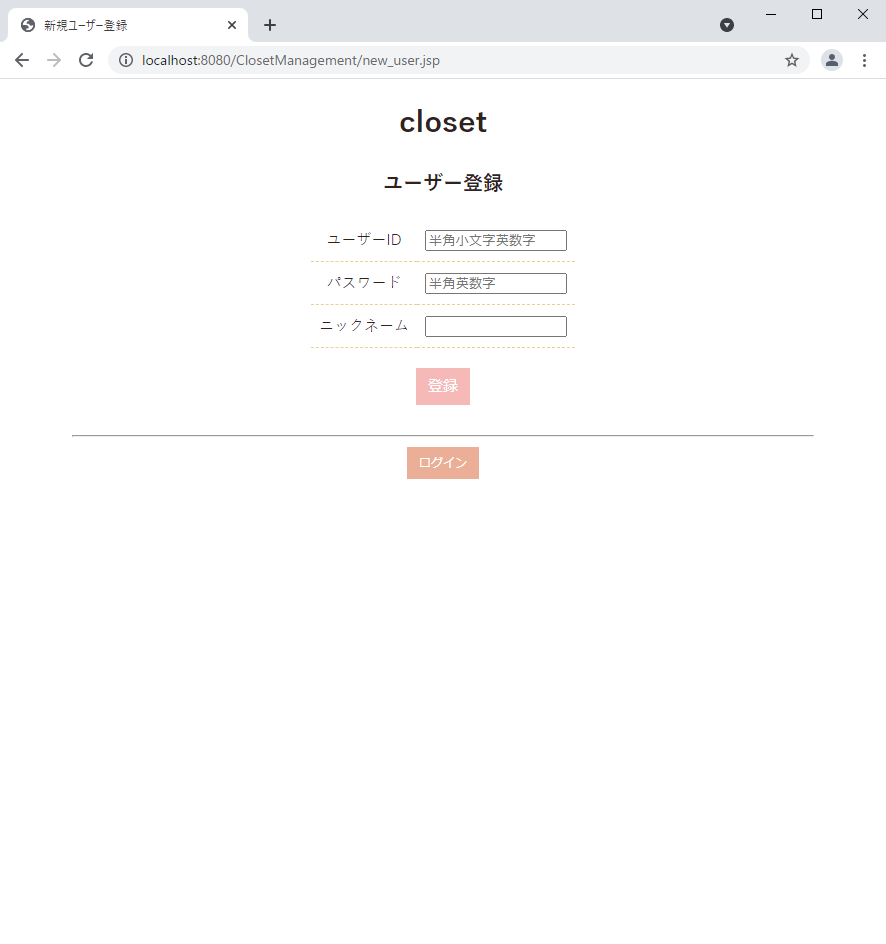 新規ユーザー登録
localhost:8080/ClosetManagement/new_user.jsp
closet
ユーザー登録
ユーザーID 半角小文字英数字
パスワード 半角英数字
ニックネーム
登録
ログイン